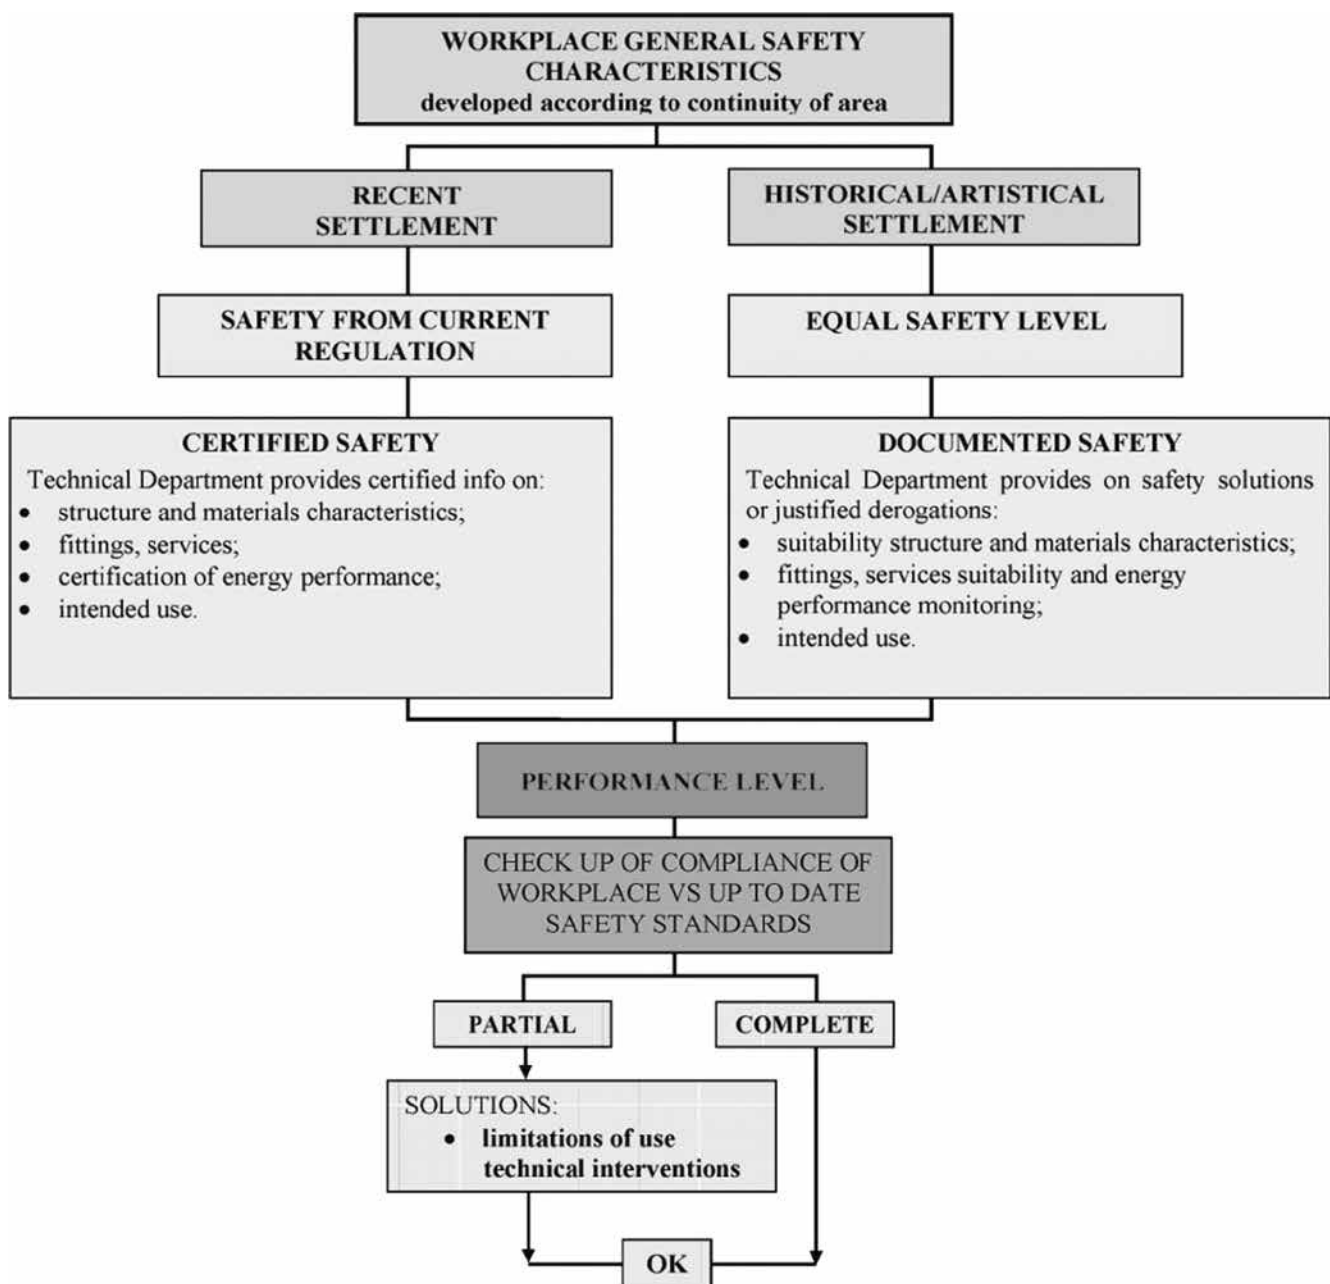 WORKPLACE GENERAL SAFETY
CHARACTERISTICS
developed according to continuity of area
RECENT
SETTLEMENT
HISTORICAL/ARTISTICAL
SETTLEMENT
SAFETY FROM CURRENT
REGULATION
EQUAL SAFETY LEVEL
CERTIFIED SAFETY
Technical Department provides certified info on:
• structure and materials characteristics;
• fittings, services;
• certification of energy performance;
• intended use.
DOCUMENTED SAFETY
Technical Department provides on safety solutions
or justified derogations:
• suitability structure and materials characteristics;
• fittings, services suitability and energy
performance monitoring;
• intended use.
PERFORMANCE LEVEL
CHECK UP OF COMPLIANCE OF
WORKPLACE VS UP TO DATE
SAFETY STANDARDS
PARTIAL
COMPLETE
SOLUTIONS:
• limitations of use
technical interventions
OK